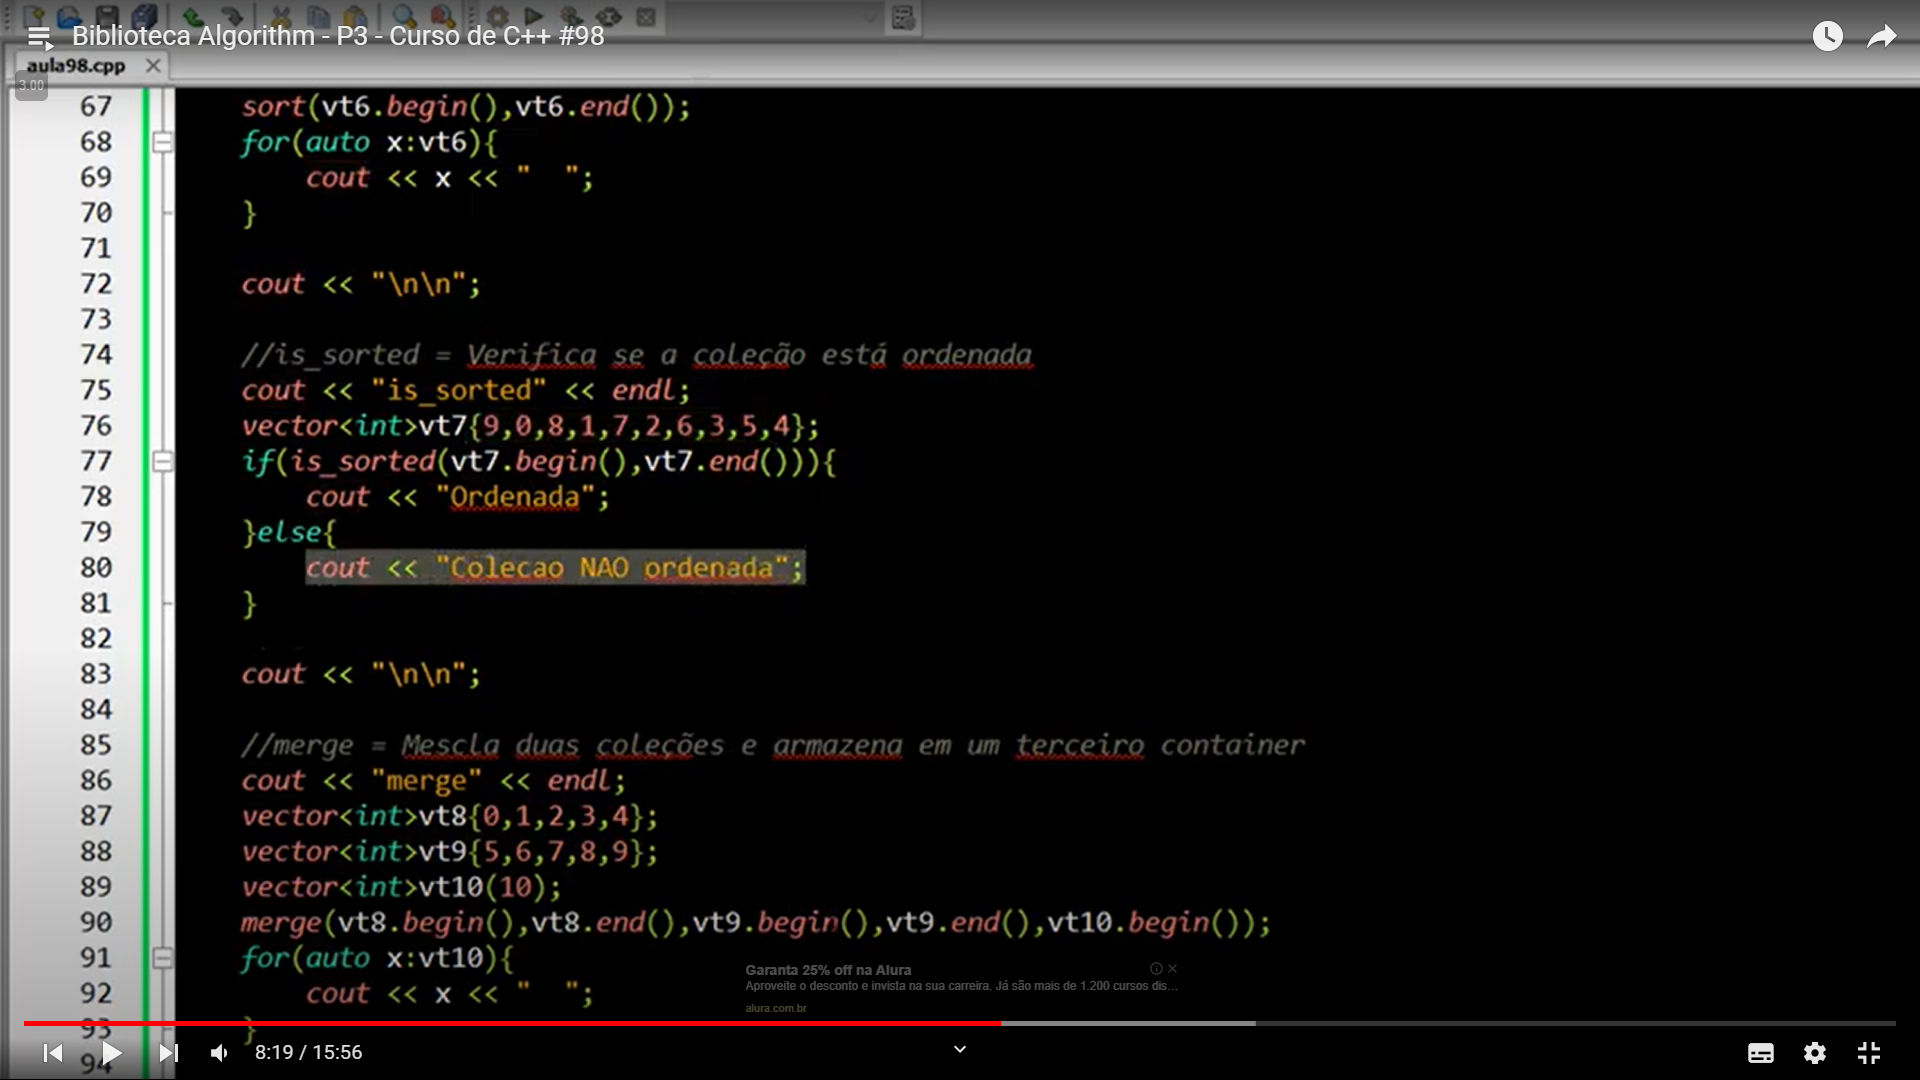 Biblioteca Algorithm - P3 - Curso de C++ #98
aula98.cpp
3.00
67 sort(vt6.begin(),vt6.end());
68 for(auto x:vt6){
69 cout << x << "  ";
70 }
71
72 cout << "\n\n";
73
74 //is_sorted = Verifica se a coleção está ordenada
75 cout << "is_sorted" << endl;
76 vector<int>vt7{9,0,8,1,7,2,6,3,5,4};
77 if(is_sorted(vt7.begin(),vt7.end())){
78 cout << "Ordenada";
79 }else{
80 cout << "Colecao NAO ordenada";
81 }
82
83 cout << "\n\n";
84
85 //merge = Mescla duas coleções e armazena em um terceiro container
86 cout << "merge" << endl;
87 vector<int>vt8{0,1,2,3,4};
88 vector<int>vt9{5,6,7,8,9};
89 vector<int>vt10(10);
90 merge(vt8.begin(),vt8.end(),vt9.begin(),vt9.end(),vt10.begin());
91 for(auto x:vt10){
92 cout << x << "  ";
93 }
94
Garanta 25% off na Alura
Aproveite o desconto e invista na sua carreira. Já são mais de 1.200 cursos dis...
alura.com.br
8:19 / 15:56